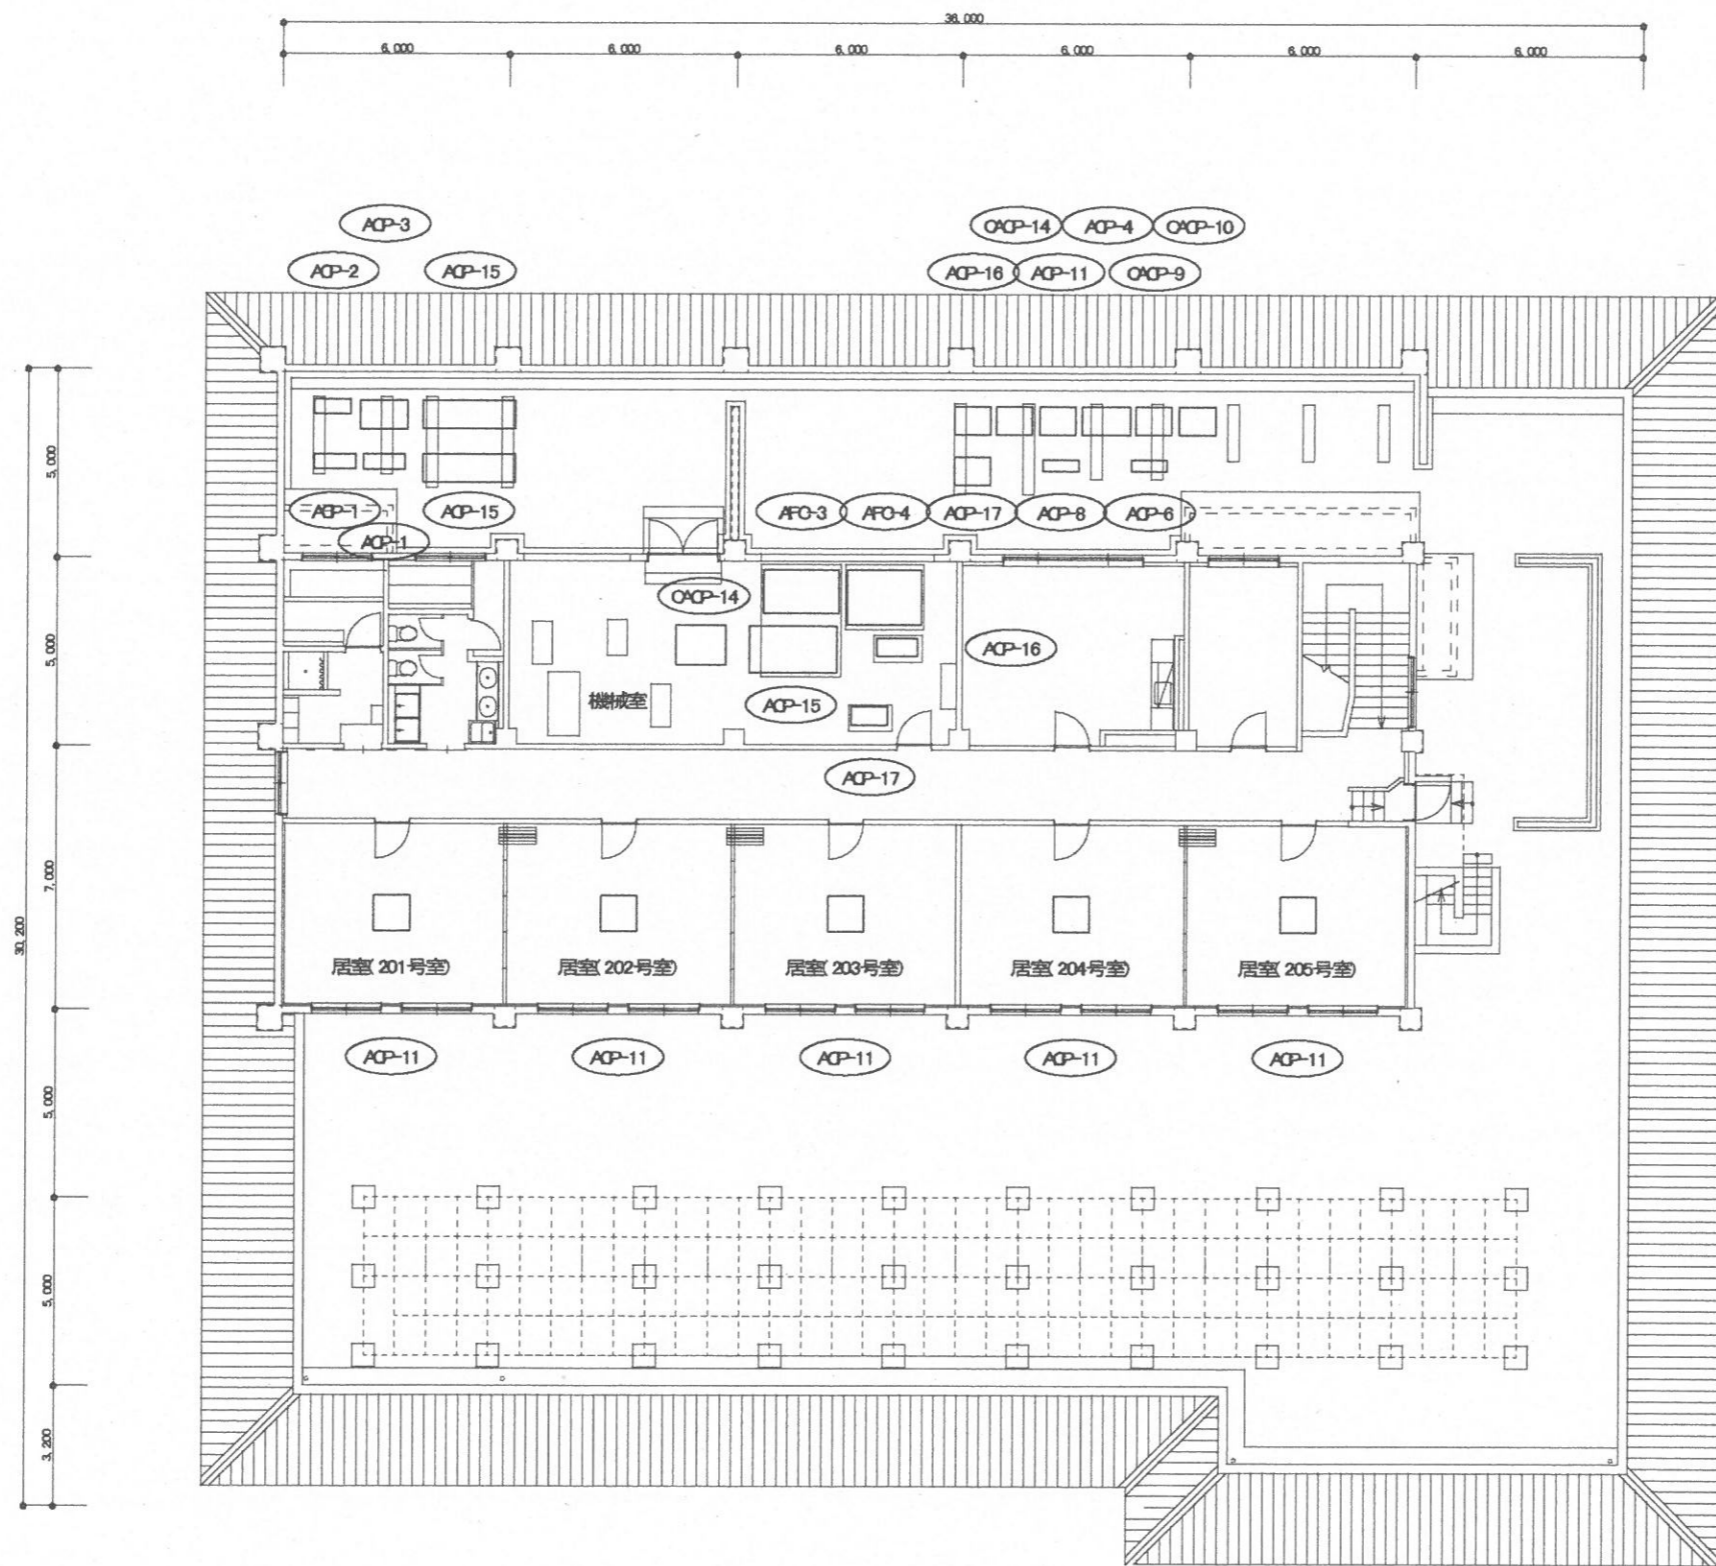 36,000
6,000 6,000 6,000 6,000 6,000 6,000
ACP-3 OACP-14 ACP-4 OACP-10
ACP-2 ACP-15 ACP-16 ACP-11 OACP-9
5,000
ACP-15 AFO-3 AFO-4 ACP-17 ACP-8 ACP-6
ACP-1
OACP-14
5,000
ACP-16
機械室 ACP-15
ACP-17
7,000
30,200
居室(201号室) 居室(202号室) 居室(203号室) 居室(204号室) 居室(205号室)
ACP-11 ACP-11 ACP-11 ACP-11 ACP-11
5,000
5,000
3,200